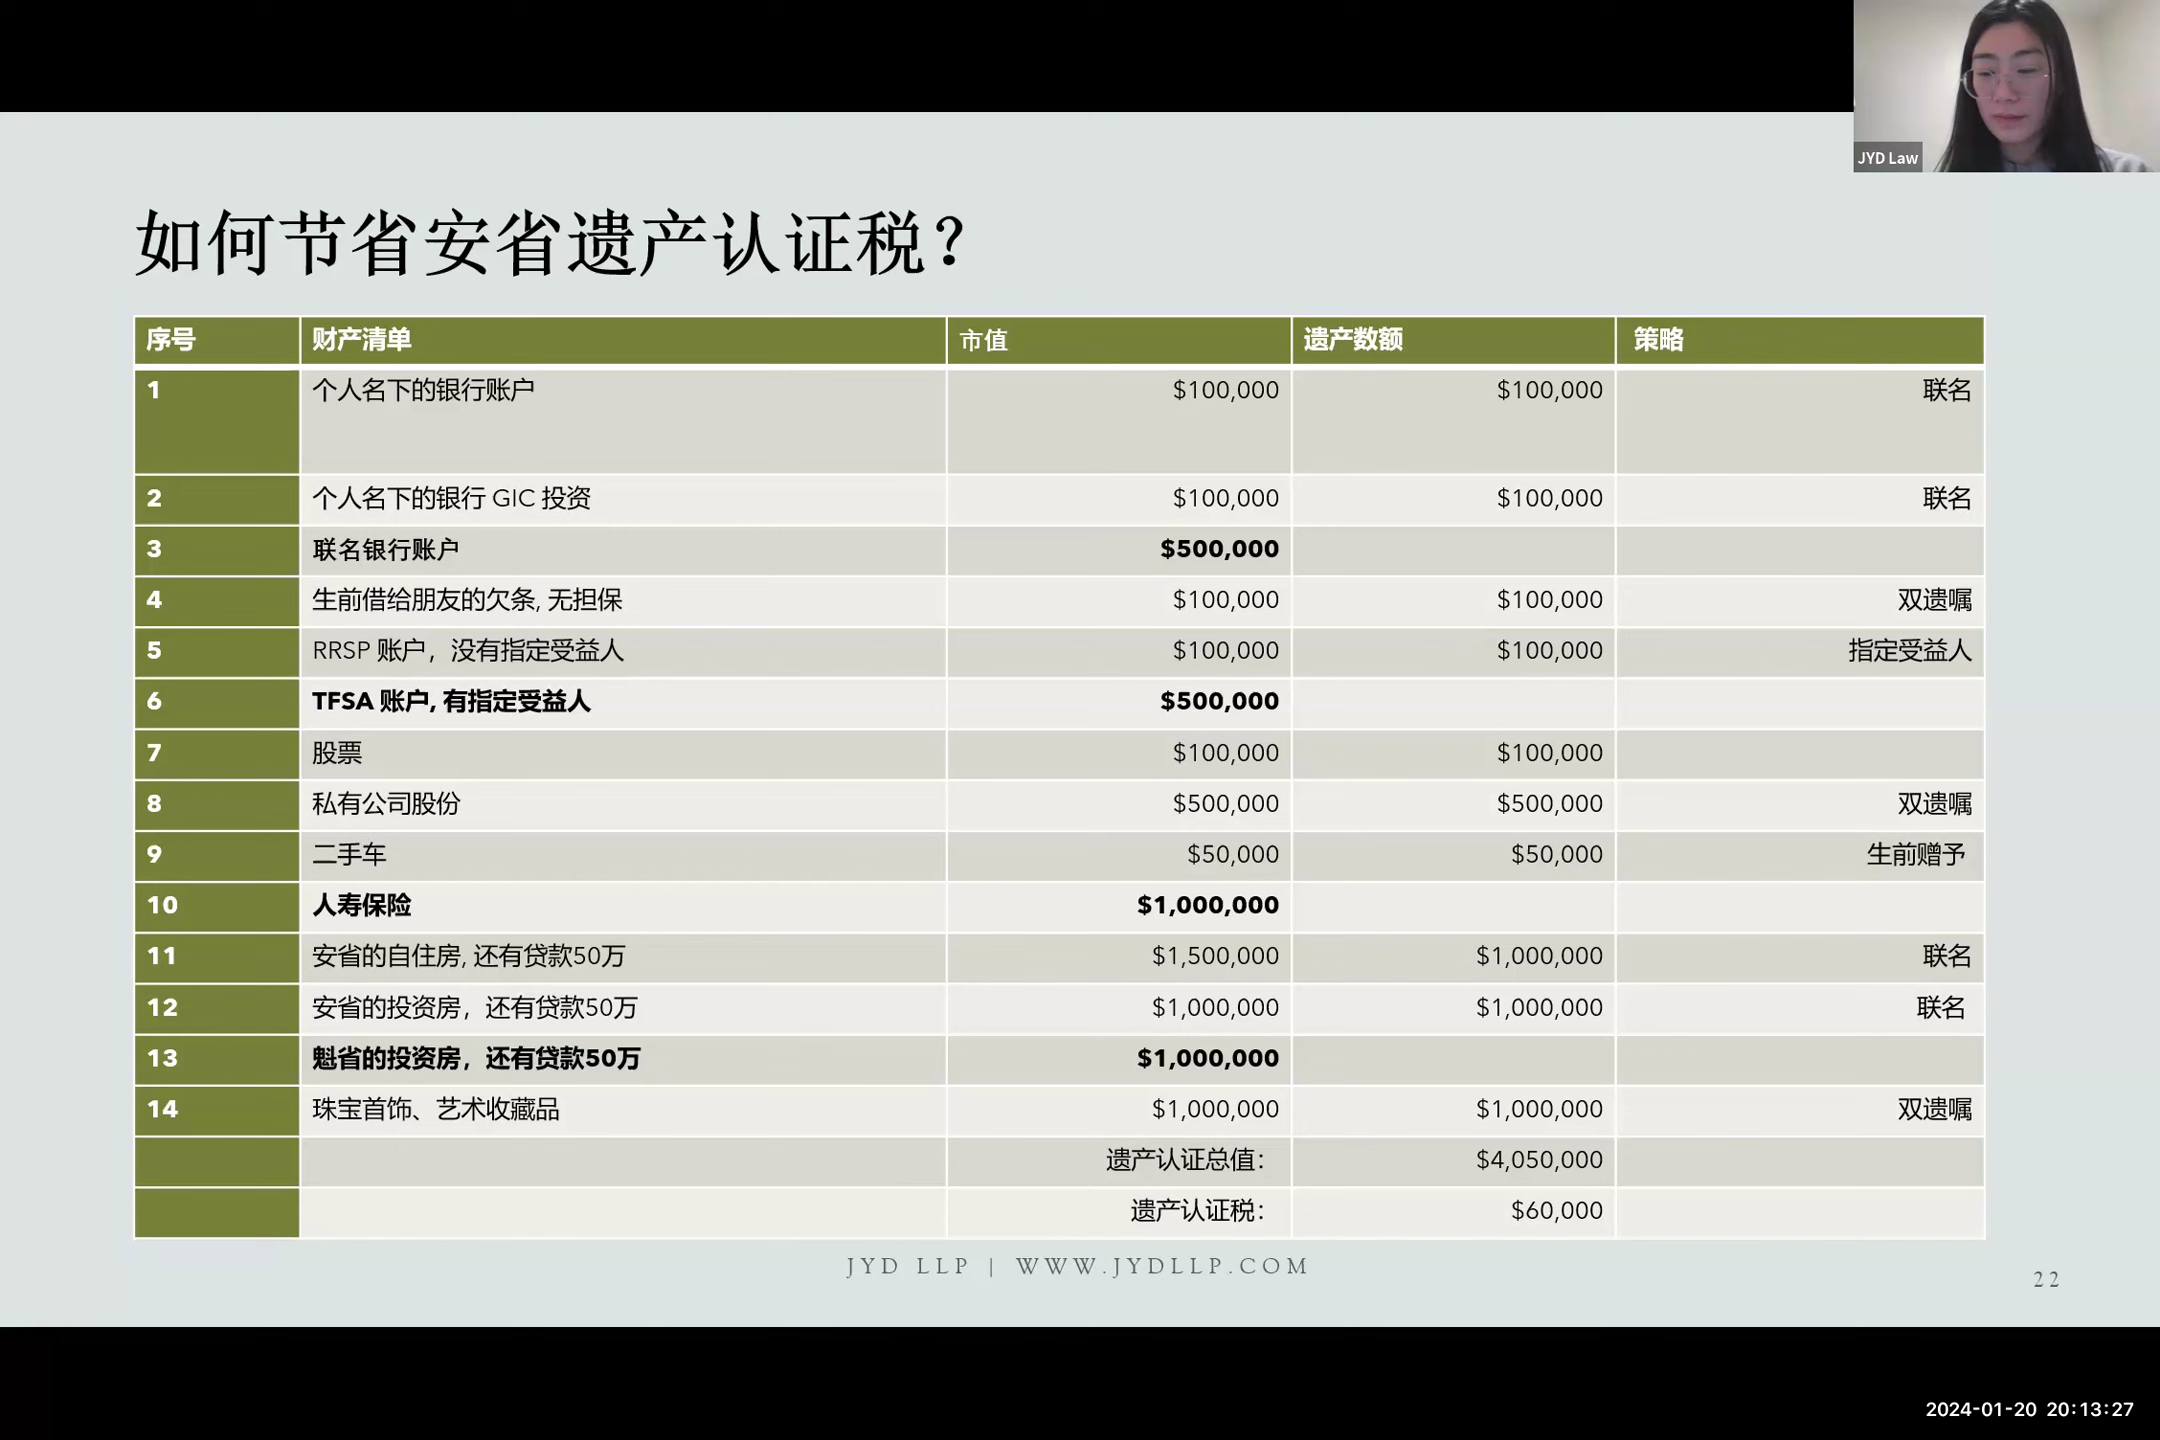 JYD Law
如何节省安省遗产认证税？
序号 财产清单 市值 遗产数额 策略
1 个人名下的银行账户 $100,000 $100,000 联名
2 个人名下的银行 GIC 投资 $100,000 $100,000 联名
3 联名银行账户 $500,000
4 生前借给朋友的欠条, 无担保 $100,000 $100,000 双遗嘱
5 RRSP 账户，没有指定受益人 $100,000 $100,000 指定受益人
6 TFSA 账户, 有指定受益人 $500,000
7 股票 $100,000 $100,000
8 私有公司股份 $500,000 $500,000 双遗嘱
9 二手车 $50,000 $50,000 生前赠予
10 人寿保险 $1,000,000
11 安省的自住房, 还有贷款50万 $1,500,000 $1,000,000 联名
12 安省的投资房，还有贷款50万 $1,000,000 $1,000,000 联名
13 魁省的投资房，还有贷款50万 $1,000,000
14 珠宝首饰、艺术收藏品 $1,000,000 $1,000,000 双遗嘱
遗产认证总值： $4,050,000
遗产认证税： $60,000
JYD LLP | WWW.JYDLLP.COM
22
2024-01-20 20:13:27